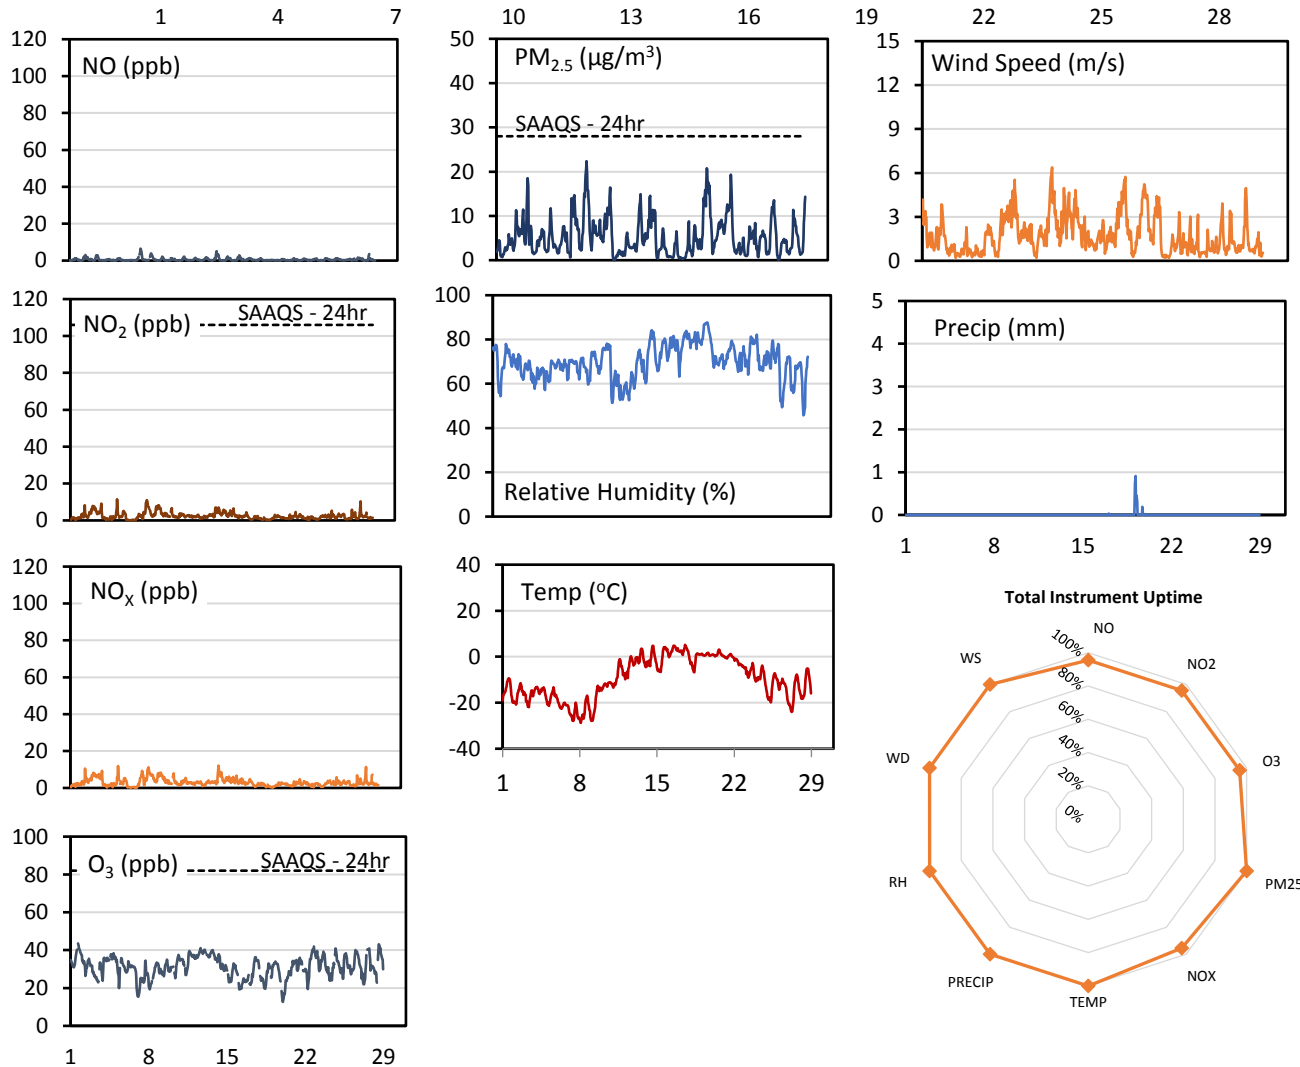 1 4 7 10 13 16 19 22 25 28
120
100
80
60
40
20
0
NO (ppb)
50
40
30
20
10
0
PM2.5 (µg/m³)
SAAQS - 24hr
15
12
9
6
3
0
Wind Speed (m/s)
120
100
80
60
40
20
0
NO2 (ppb)
SAAQS - 24hr
100
80
60
40
20
0
Relative Humidity (%)
5
4
3
2
1
0
Precip (mm)
1 8 15 22 29
120
100
80
60
40
20
0
NOX (ppb)
40
20
0
-20
-40
Temp (oC)
1 8 15 22 29
Total Instrument Uptime
NO
NO2
O3
PM25
NOX
TEMP
PRECIP
RH
WD
WS
100%
80%
60%
40%
20%
0%
100
80
60
40
20
0
O3 (ppb)
SAAQS - 24hr
1 8 15 22 29